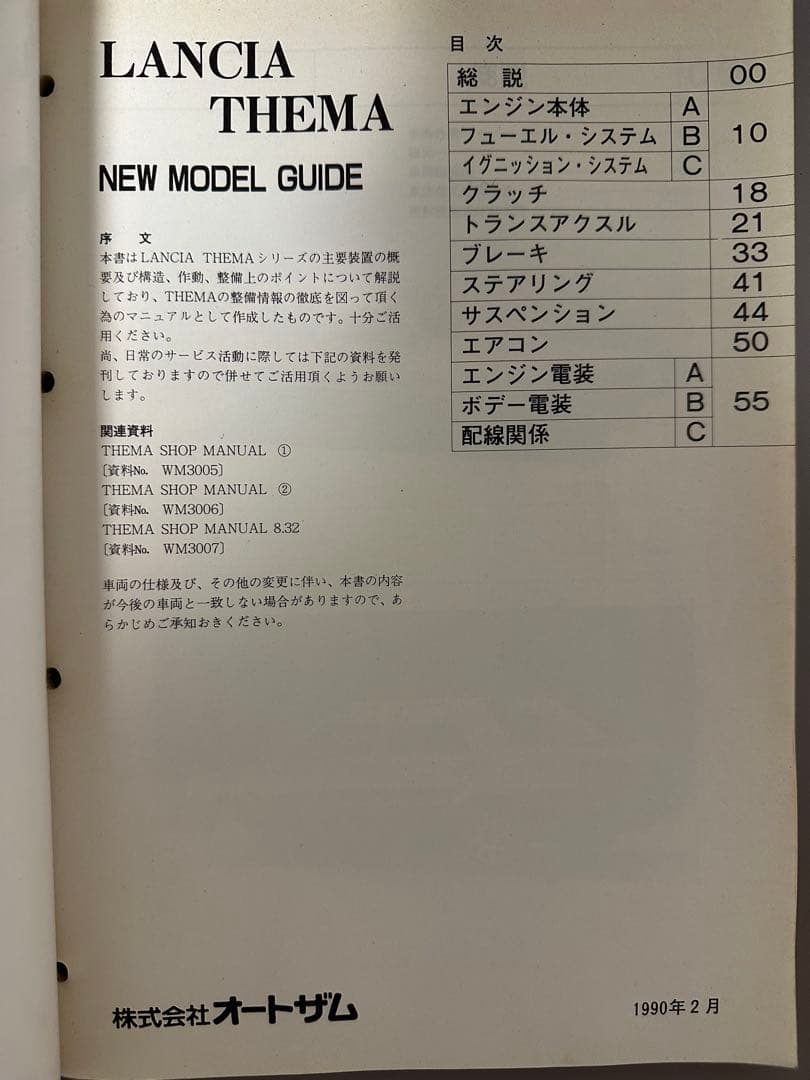 LANCIA
THEMA
NEW MODEL GUIDE
序 文
本書はLANCIA THEMAシリーズの主要装置の概
要及び構造、作動、整備上のポイントについて解説
しており、THEMAの整備情報の徹底を図って頂く
為のマニュアルとして作成したものです。十分ご活
用ください。
尚、日常のサービス活動に際しては下記の資料を発
刊しておりますので併せてご活用頂くようお願い
します。
関連資料
THEMA SHOP MANUAL ①
〔資料№ WM3005〕
THEMA SHOP MANUAL ②
〔資料№ WM3006〕
THEMA SHOP MANUAL 8.32
〔資料№ WM3007〕
車両の仕様及び、その他の変更に伴い、本書の内容
が今後の車両と一致しない場合がありますので、あ
らかじめご承知おきください。
目 次
総 説 00
エンジン本体 A
フューエル・システム B 10
イグニッション・システム C
クラッチ 18
トランスアクスル 21
ブレーキ 33
ステアリング 41
サスペンション 44
エアコン 50
エンジン電装 A
ボデー電装 B 55
配線関係 C
株式会社オートザム
1990年2月